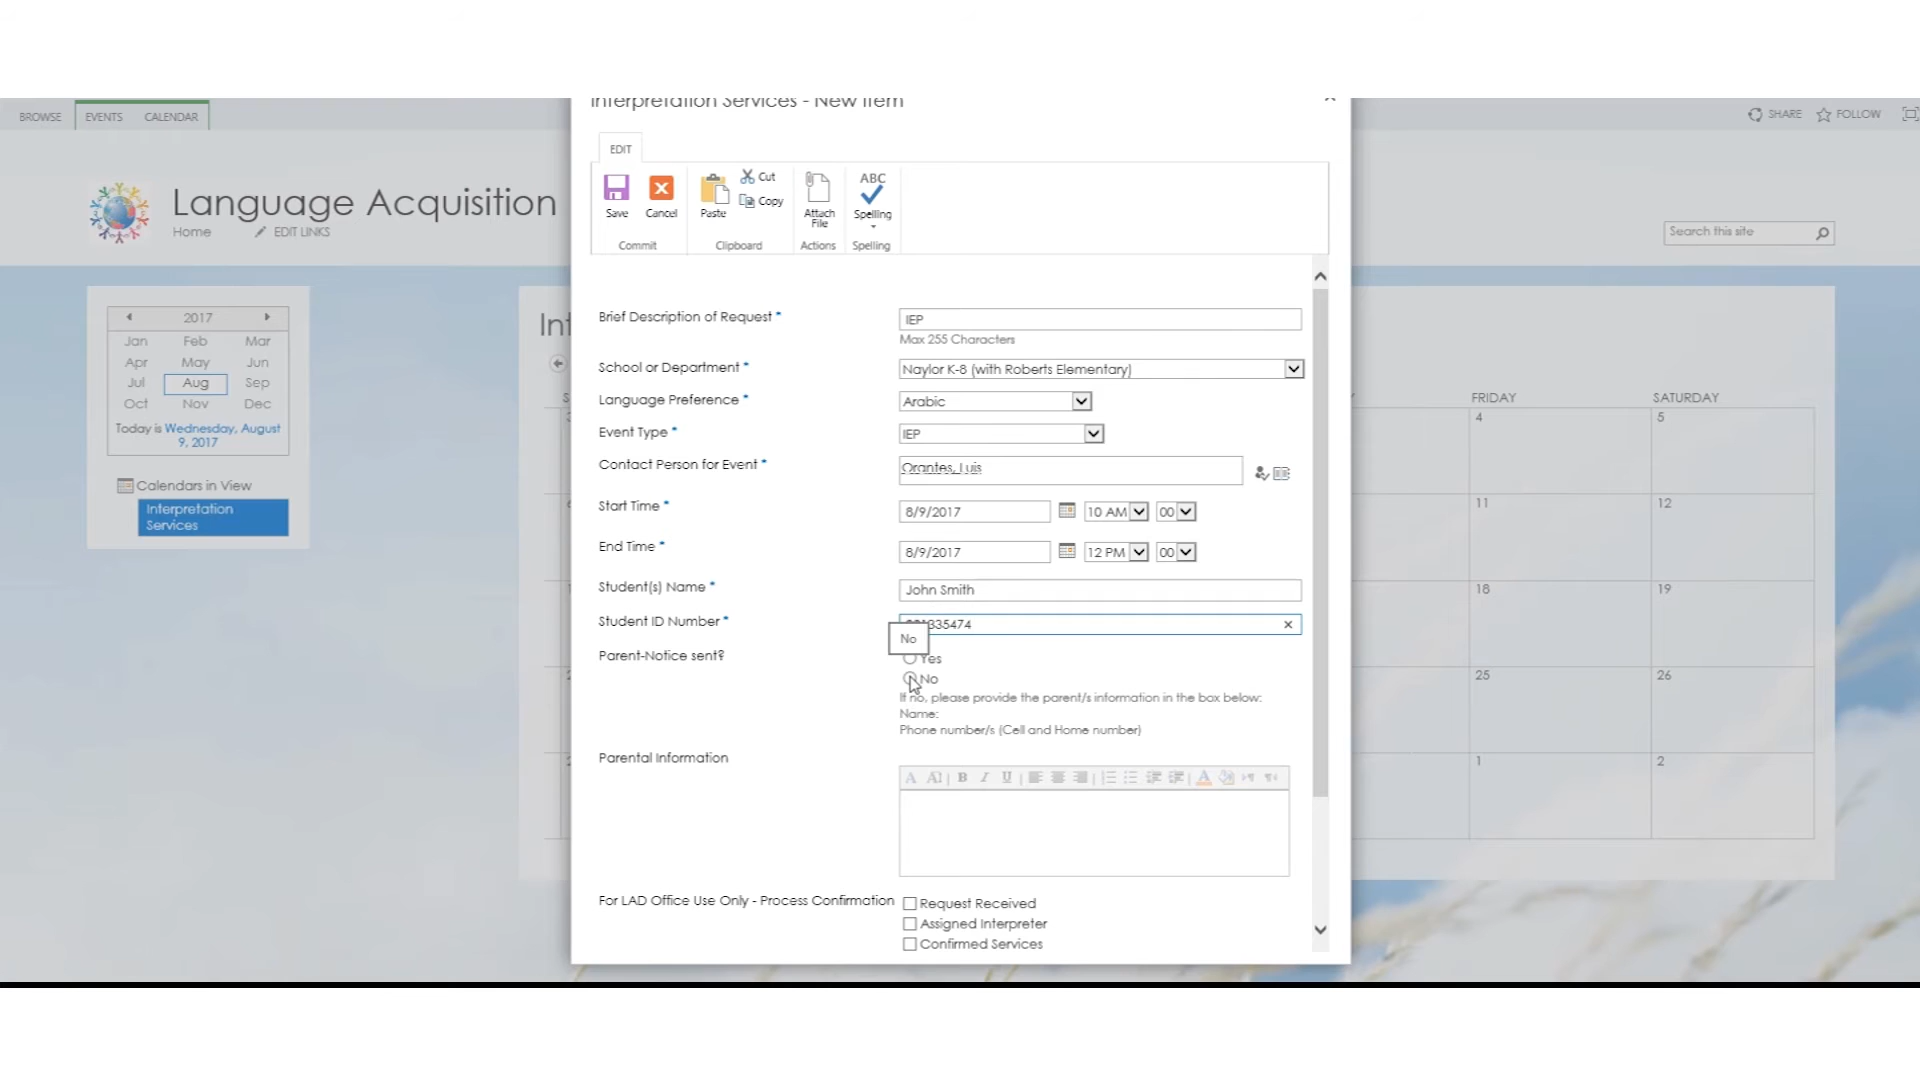 Interpretation Services - New Item
BROWSE
EVENTS
CALENDAR
SHARE
FOLLOW
EDIT
Save
Cancel
Commit
Paste
Cut
Copy
Clipboard
Attach File
Actions
ABC
Spelling
Spelling
Language Acquisition
Home
EDIT LINKS
Search this site
2017
Jan Feb Mar
Apr May Jun
Jul Aug Sep
Oct Nov Dec
Today is Wednesday, August
9, 2017
Calendars in View
Interpretation
Services
Int
Brief Description of Request *
IEP
Max 255 Characters
School or Department *
Naylor K-8 (with Roberts Elementary)
Language Preference *
Arabic
Event Type *
IEP
Contact Person for Event *
Orantes, Luis
Start Time *
8/9/2017
10 AM
00
End Time *
8/9/2017
12 PM
00
Student(s) Name *
John Smith
Student ID Number *
335474
No
Parent-Notice sent?
Yes
No
If no, please provide the parent/s information in the box below:
Name:
Phone number/s (Cell and Home number)
Parental Information
For LAD Office Use Only - Process Confirmation
Request Received
Assigned Interpreter
Confirmed Services
FRIDAY
SATURDAY
4
5
11
12
18
19
25
26
1
2